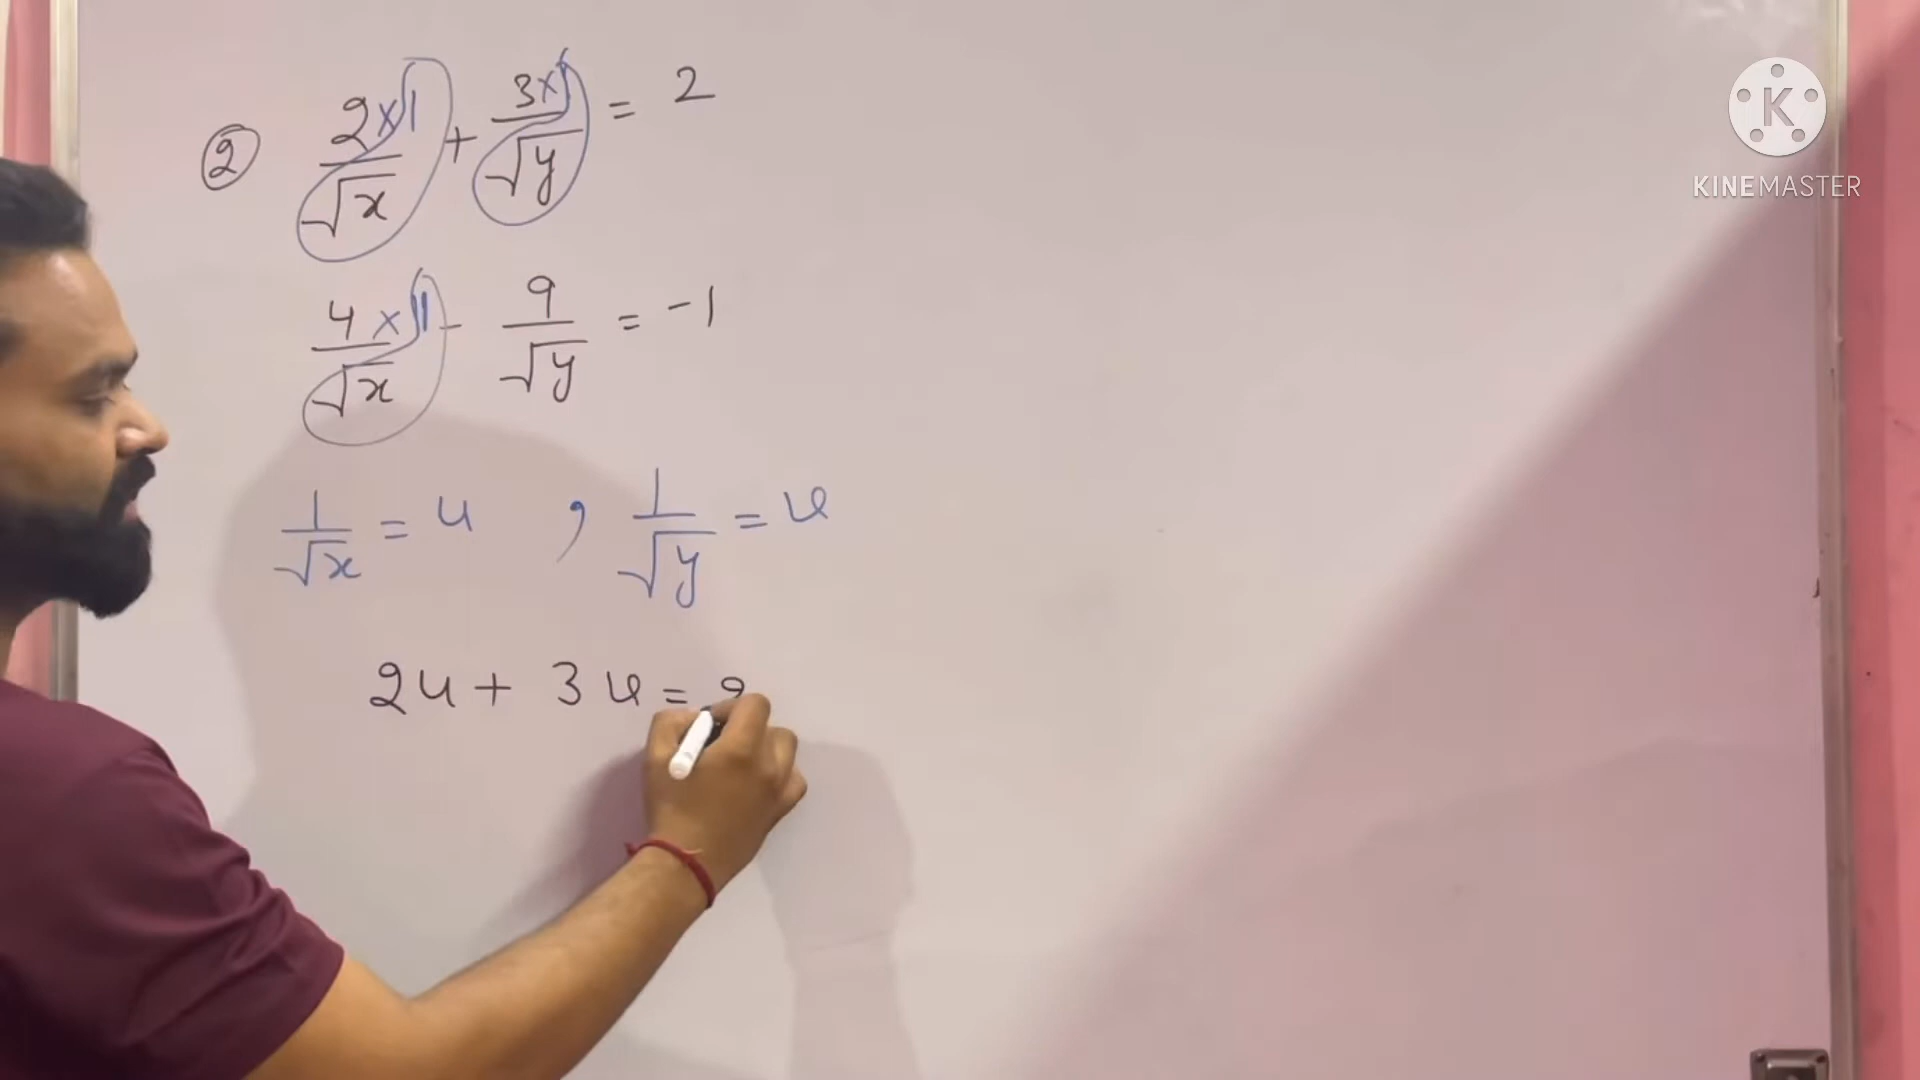 ② 2×1/√x + 3×1/√y = 2
4×1/√x - 9/√y = -1
1/√x = u , 1/√y = v
2u + 3v = 2
KINEMASTER